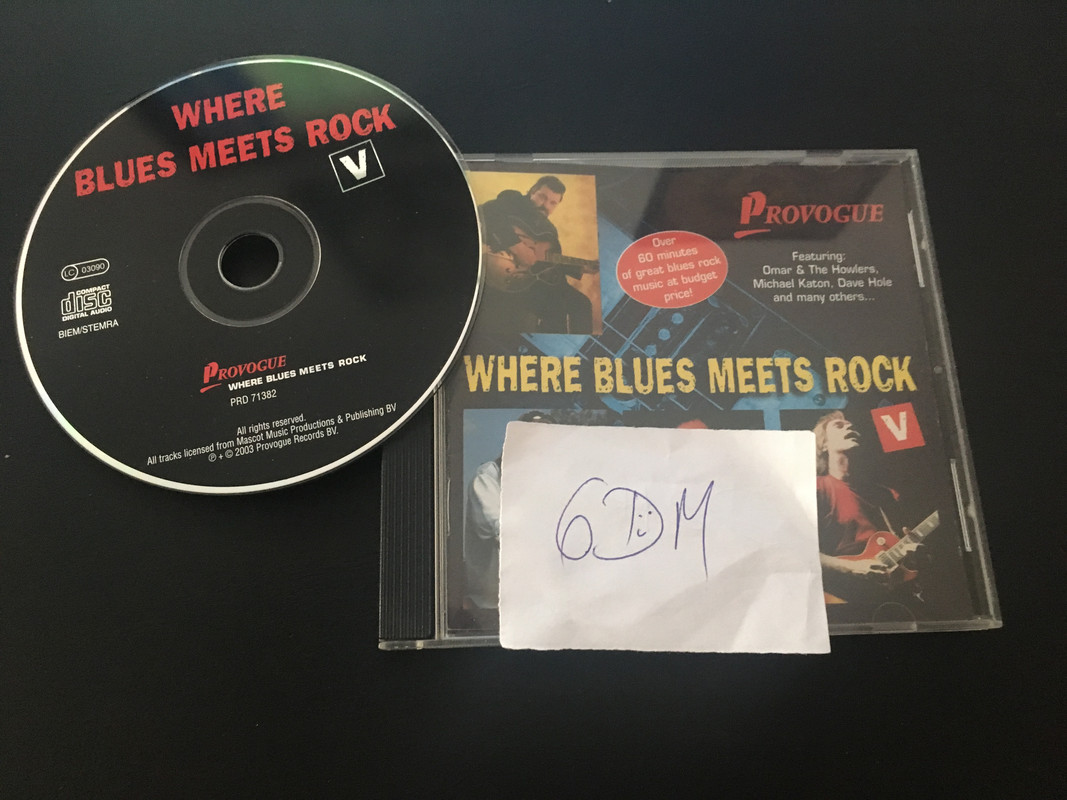 WHERE
BLUES MEETS ROCK
V
LC 03090
COMPACT
disc
DIGITAL AUDIO
BIEM/STEMRA
PROVOGUE
WHERE BLUES MEETS ROCK
PRD 71382
All rights reserved.
All tracks licensed from Mascot Music Productions & Publishing BV
℗ + © 2003 Provogue Records BV.
PROVOGUE
Over
60 minutes
of great blues rock
music at budget
price!
Featuring:
Omar & The Howlers,
Michael Katon, Dave Hole
and many others...
WHERE BLUES MEETS ROCK
V
6DM